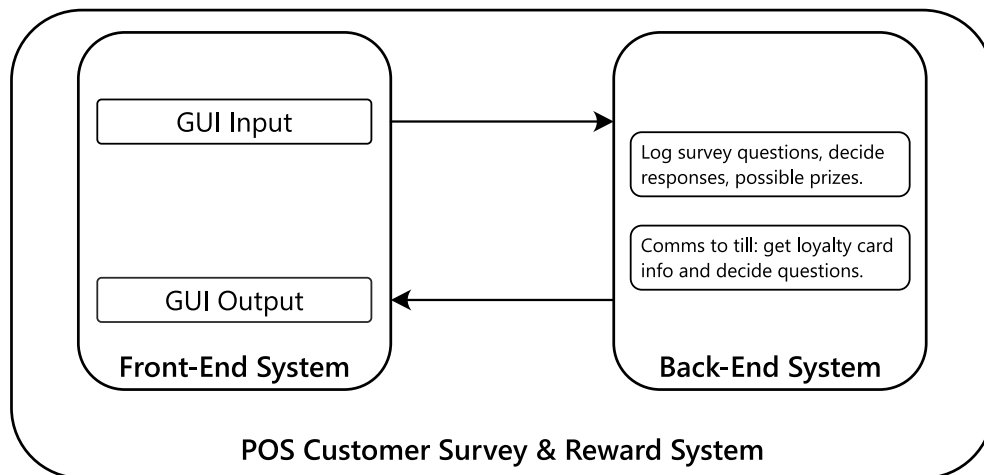 GUI Input
GUI Output
Front-End System
Log survey questions, decide
responses, possible prizes.
Comms to till: get loyalty card
info and decide questions.
Back-End System
POS Customer Survey & Reward System